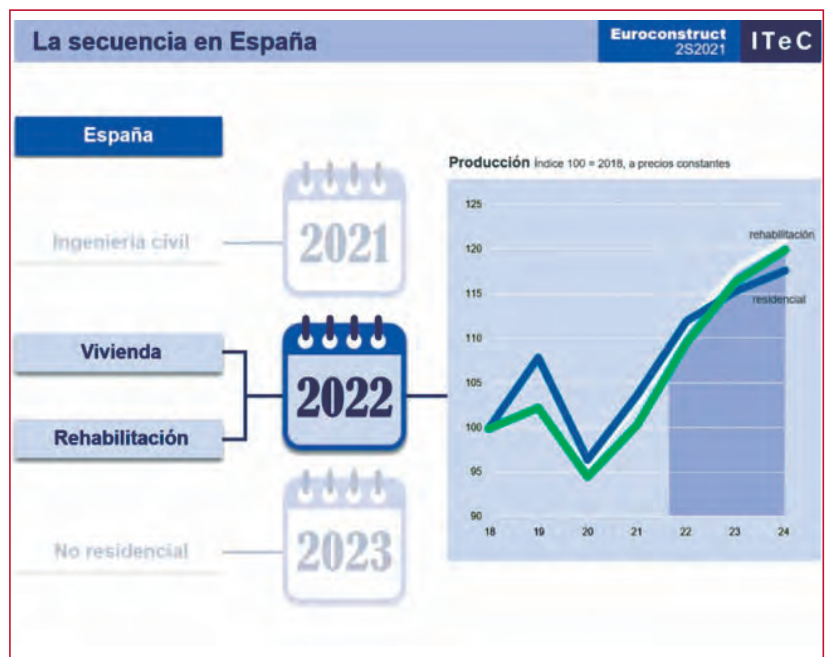 La secuencia en España
Euroconstruct
2S2021
ITeC
España
Ingeniería civil
2021
Vivienda
Rehabilitación
2022
No residencial
2023
Producción Índice 100 = 2018, a precios constantes
125
120
115
110
105
100
95
90
rehabilitación
residencial
18 19 20 21 22 23 24